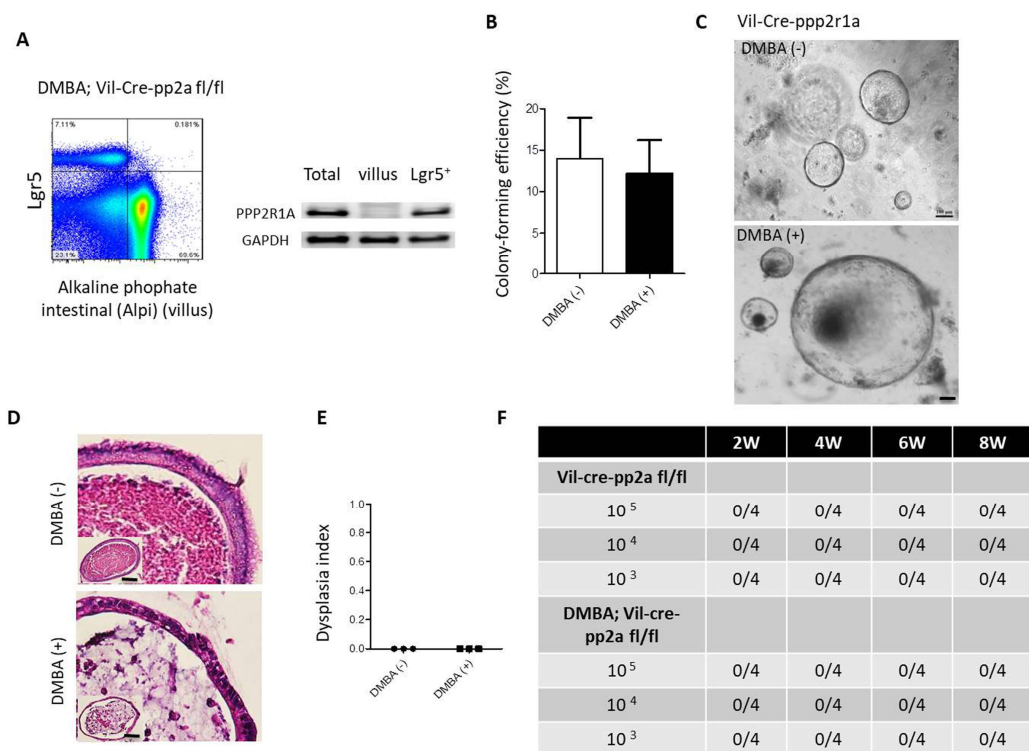 A
DMBA; Vil-Cre-pp2a fl/fl
7.11%
0.181%
23.1%
69.6%
Lgr5
Alkaline phophate
intestinal (Alpi) (villus)
Total villus Lgr5⁺
PPP2R1A
GAPDH
B
Colony-forming efficiency (%)
20
15
10
5
0
DMBA (-)
DMBA (+)
C
Vil-Cre-ppp2r1a
DMBA (-)
DMBA (+)
D
DMBA (-)
DMBA (+)
E
Dysplasia index
1.0
0.8
0.6
0.4
0.2
0.0
DMBA (-)
DMBA (+)
F
2W 4W 6W 8W
Vil-cre-pp2a fl/fl
10 ⁵ 0/4 0/4 0/4 0/4
10 ⁴ 0/4 0/4 0/4 0/4
10 ³ 0/4 0/4 0/4 0/4
DMBA; Vil-cre-
pp2a fl/fl
10 ⁵ 0/4 0/4 0/4 0/4
10 ⁴ 0/4 0/4 0/4 0/4
10 ³ 0/4 0/4 0/4 0/4